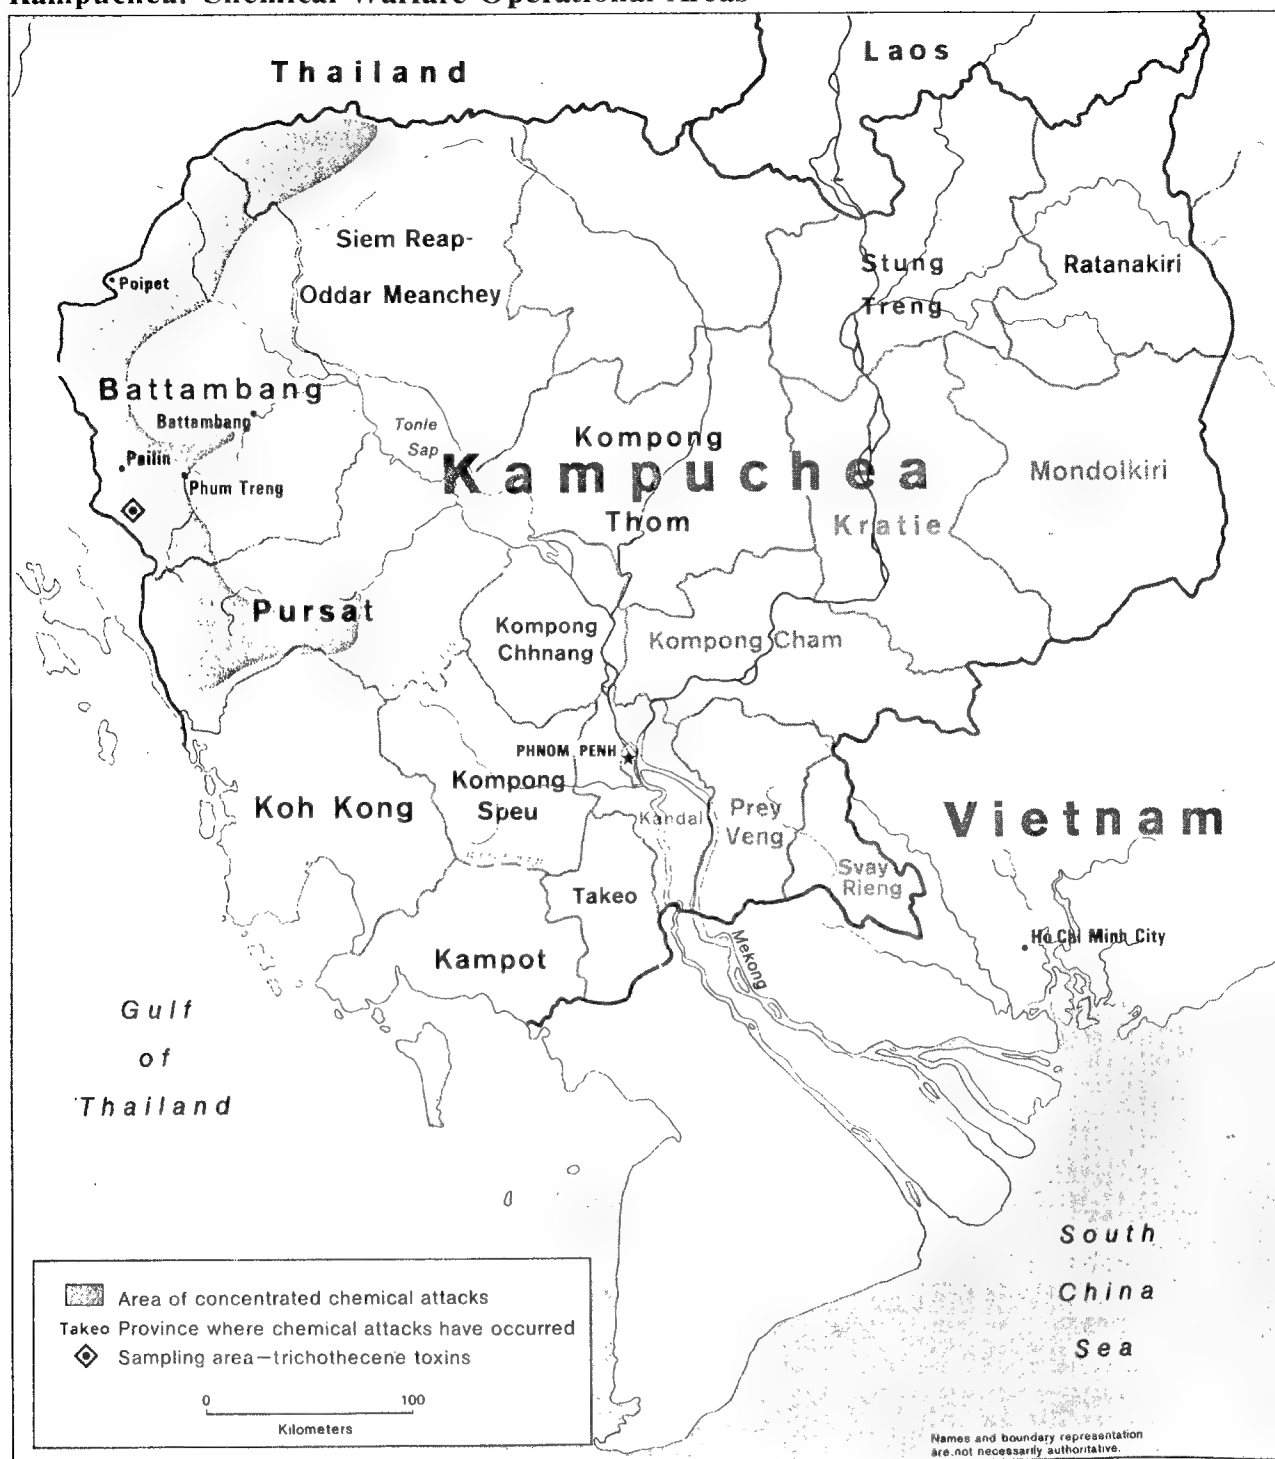 Kampuchea: Chemical Warfare Operational Areas
Thailand
Laos
Siem Reap-
Oddar Meanchey
Stung
Treng
Ratanakiri
Poipet
Battambang
Battambang
Tonle
Sap
Pailin
Phum Treng
Kompong
Thom
Kampuchea
Mondolkiri
Kratie
Pursat
Kompong
Chhnang
Kompong Cham
PHNOM PENH
Koh Kong
Kompong
Speu
Kandal
Prey
Veng
Svay
Rieng
Vietnam
Takeo
Kampot
Mekong
Ho Chi Minh City
Gulf
of
Thailand
South
China
Sea
Area of concentrated chemical attacks
Takeo Province where chemical attacks have occurred
Sampling area—trichothecene toxins
0 100
Kilometers
Names and boundary representation
are not necessarily authoritative.